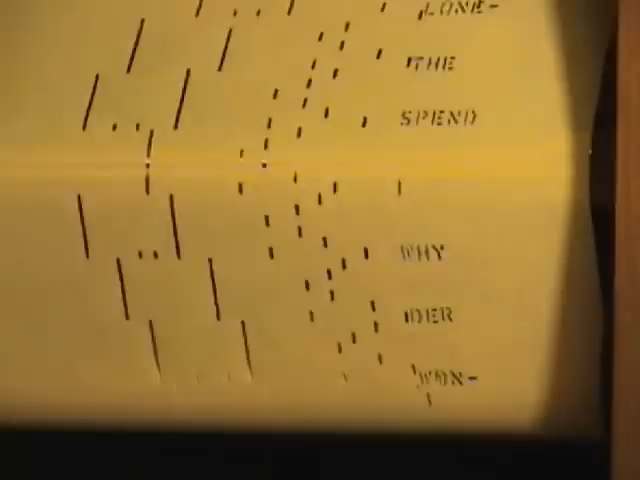 LONE-
THE
SPEND
I
WHY
DER
WON-
I